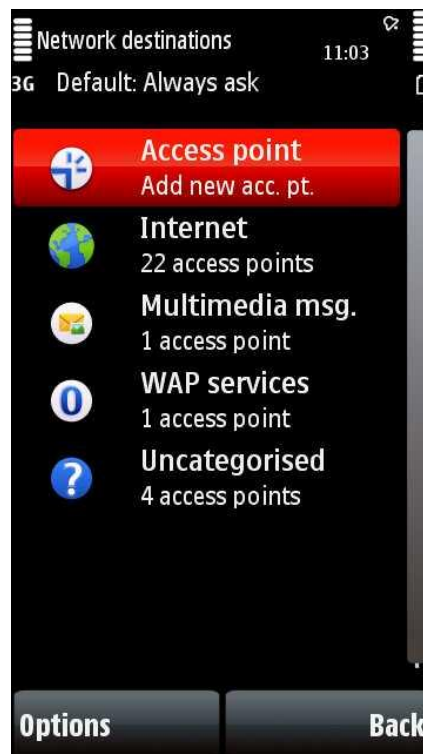 Network destinations
11:03
3G Default: Always ask
Access point
Add new acc. pt.
Internet
22 access points
Multimedia msg.
1 access point
WAP services
1 access point
Uncategorised
4 access points
Options Back